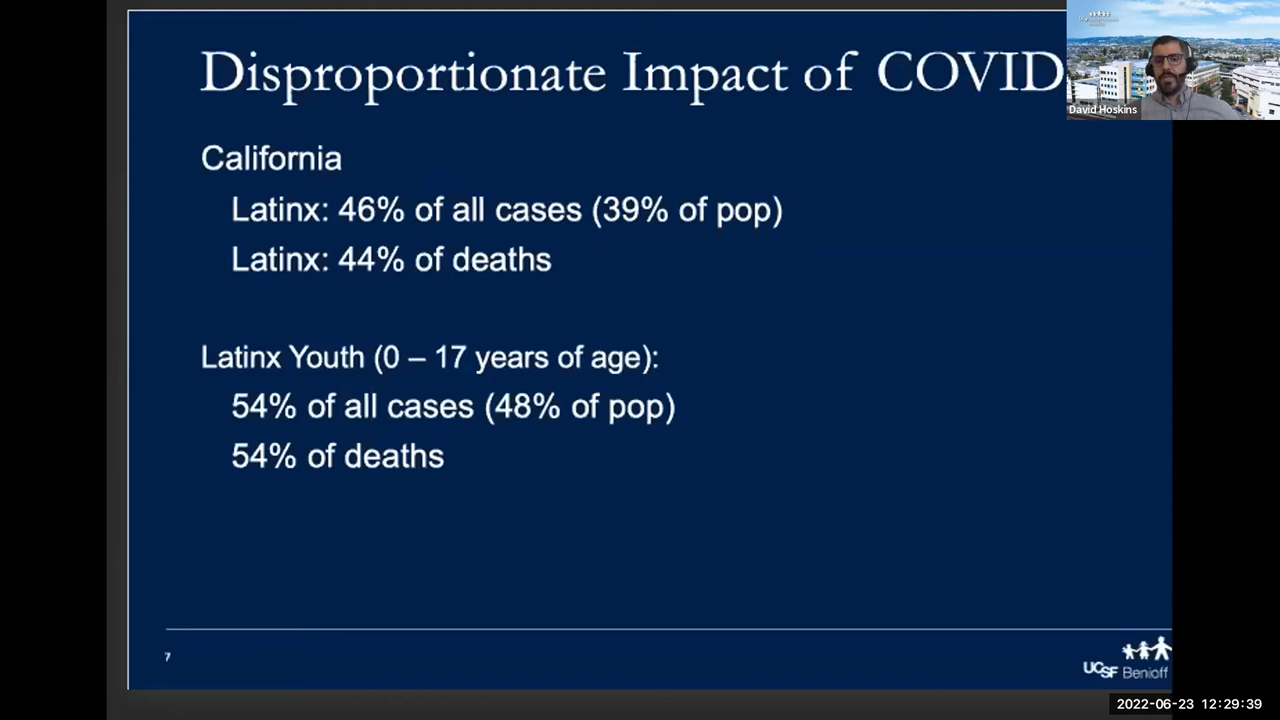 Disproportionate Impact of COVID
David Hoskins
California
Latinx: 46% of all cases (39% of pop)
Latinx: 44% of deaths
Latinx Youth (0 – 17 years of age):
54% of all cases (48% of pop)
54% of deaths
7
UCSF Benioff
2022-06-23 12:29:39